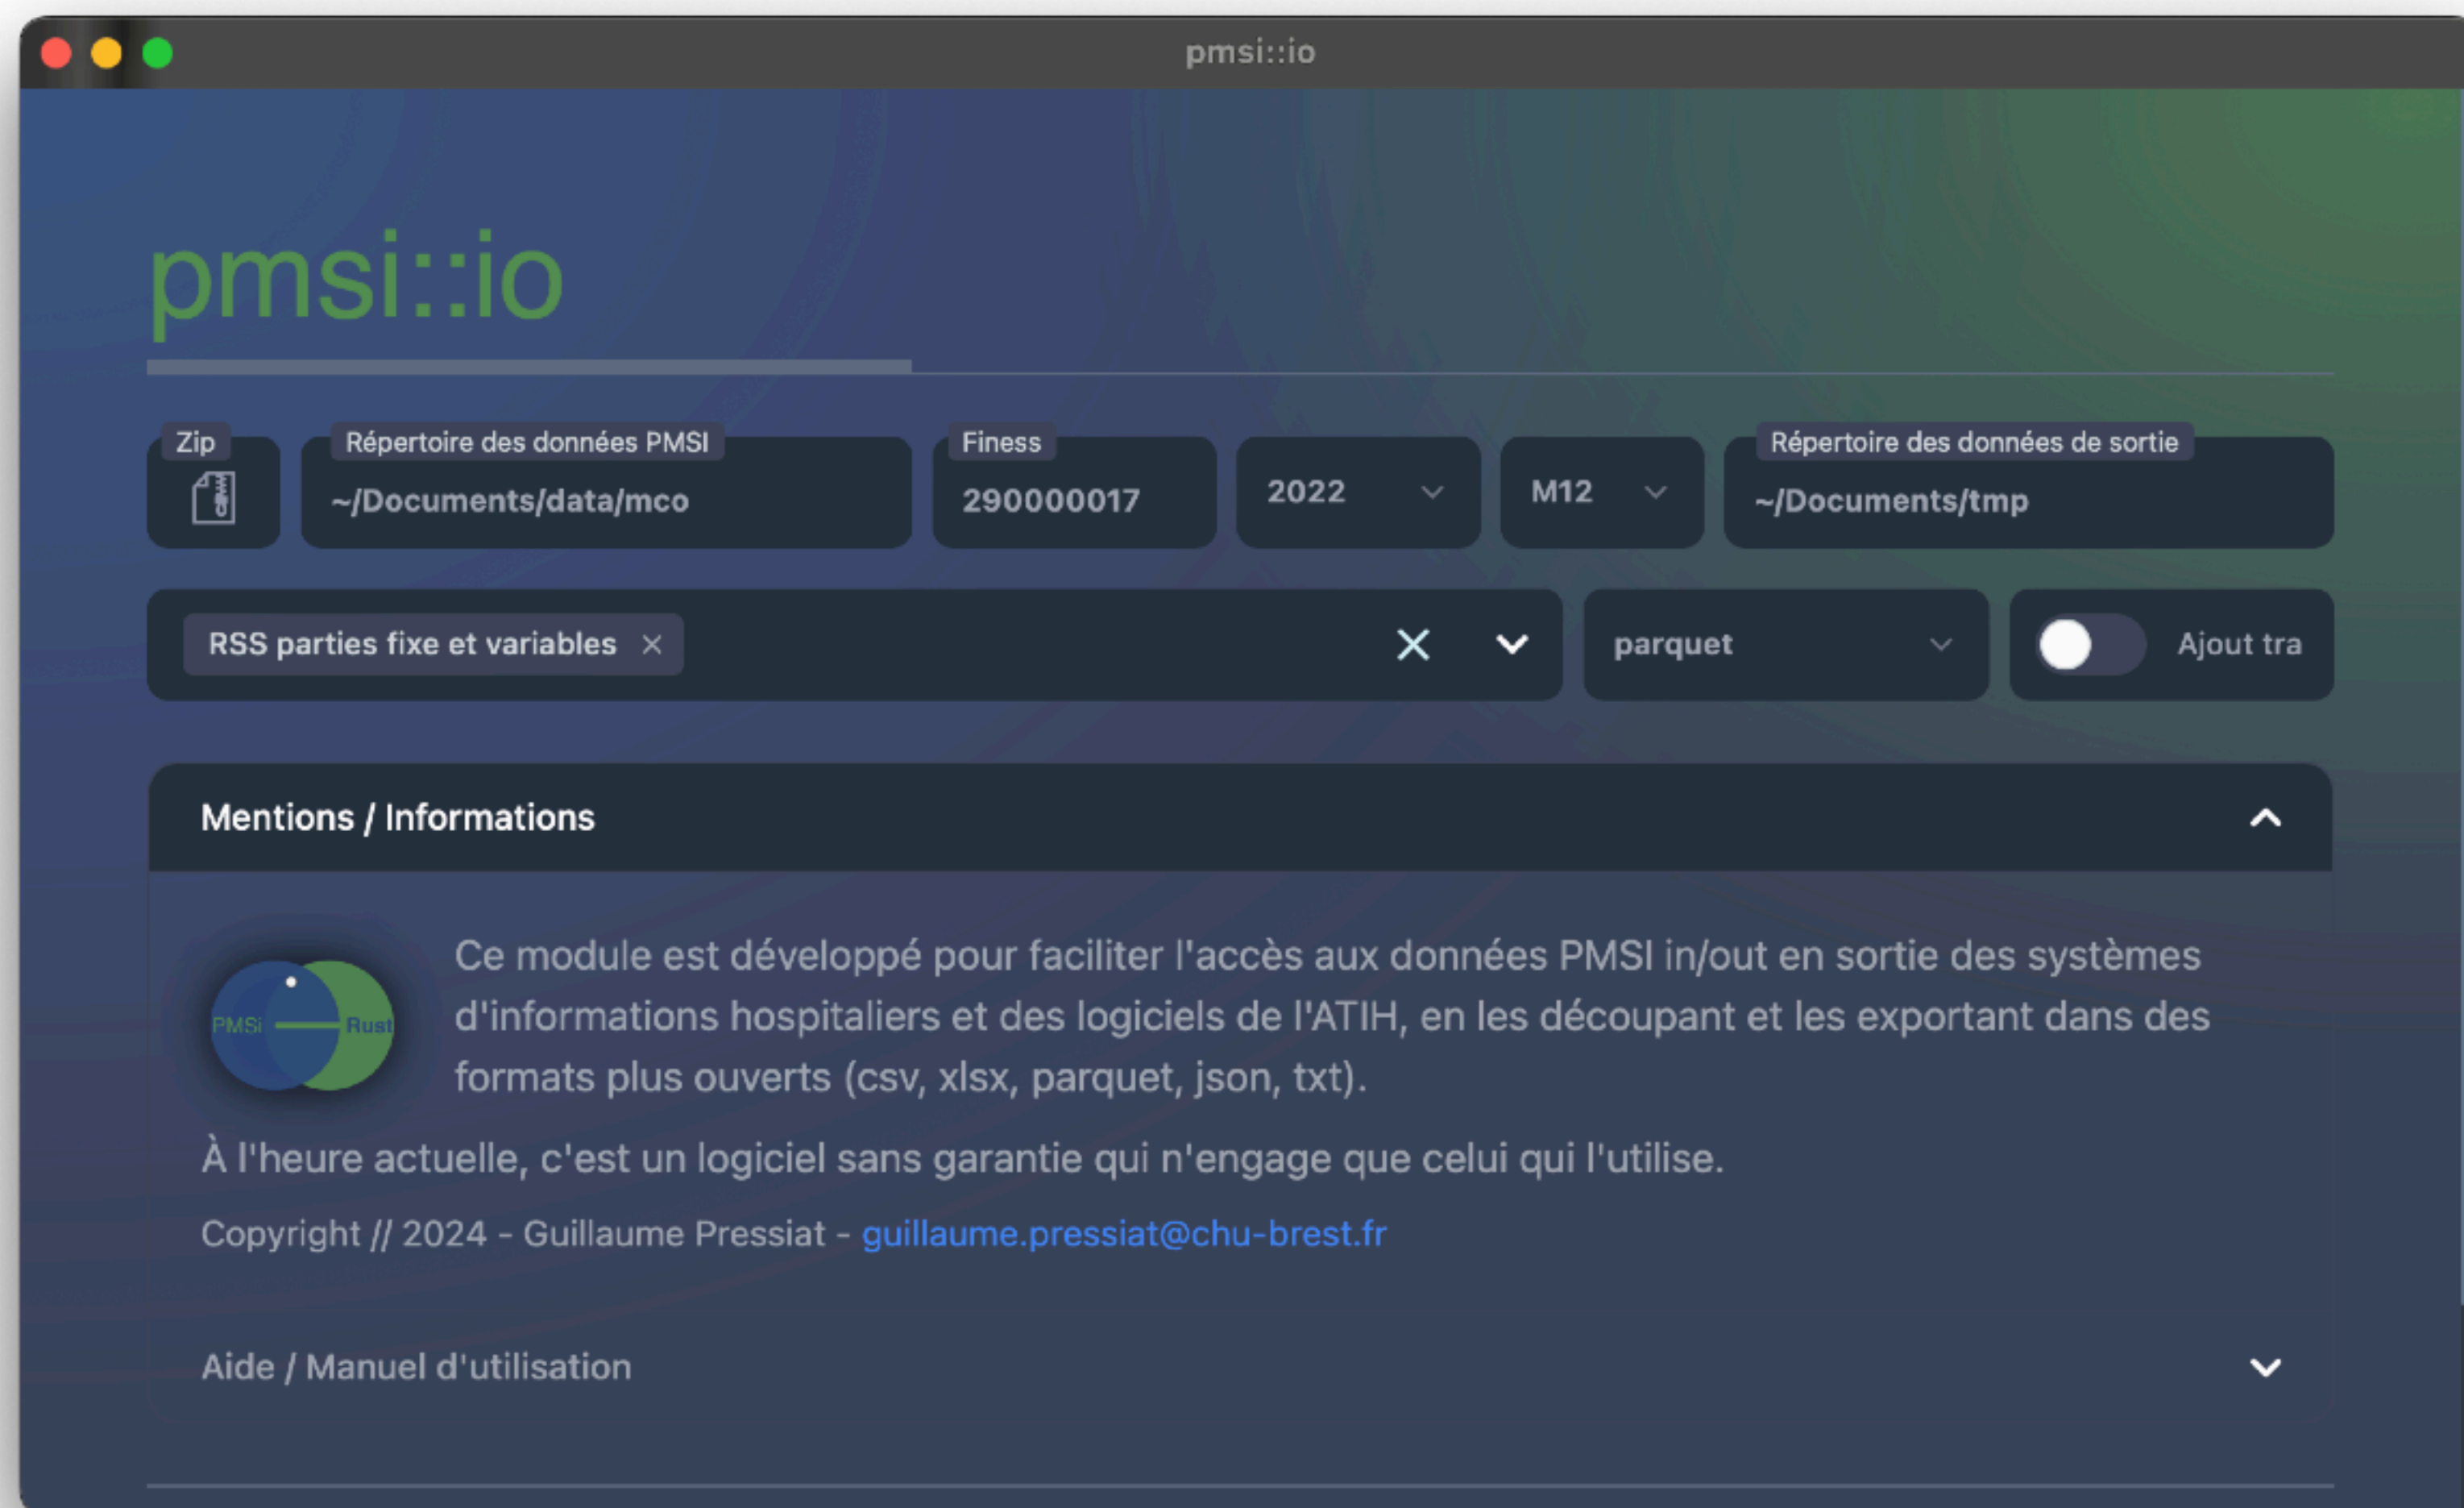 pmsi::io
pmsi::io
Zip
Répertoire des données PMSI
Finess
Répertoire des données de sortie
~/Documents/data/mco
290000017
2022
M12
~/Documents/tmp
RSS parties fixe et variables
parquet
Ajout tra
Mentions / Informations
PMSi
Rust
Ce module est développé pour faciliter l'accès aux données PMSI in/out en sortie des systèmes
d'informations hospitaliers et des logiciels de l'ATIH, en les découpant et les exportant dans des
formats plus ouverts (csv, xlsx, parquet, json, txt).
À l'heure actuelle, c'est un logiciel sans garantie qui n'engage que celui qui l'utilise.
Copyright // 2024 - Guillaume Pressiat - guillaume.pressiat@chu-brest.fr
Aide / Manuel d'utilisation